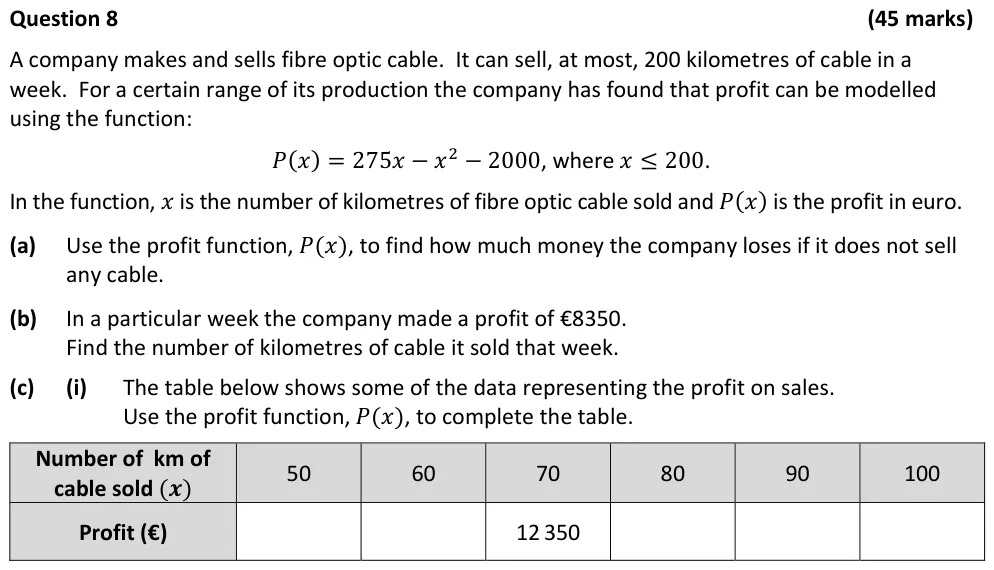 Question 8 (45 marks)
A company makes and sells fibre optic cable. It can sell, at most, 200 kilometres of cable in a
week. For a certain range of its production the company has found that profit can be modelled
using the function:
P(x) = 275x − x² − 2000, where x ≤ 200.
In the function, x is the number of kilometres of fibre optic cable sold and P(x) is the profit in euro.
(a) Use the profit function, P(x), to find how much money the company loses if it does not sell
any cable.
(b) In a particular week the company made a profit of €8350.
Find the number of kilometres of cable it sold that week.
(c) (i) The table below shows some of the data representing the profit on sales.
Use the profit function, P(x), to complete the table.
Number of km of
cable sold (x) 50 60 70 80 90 100
Profit (€) 12 350